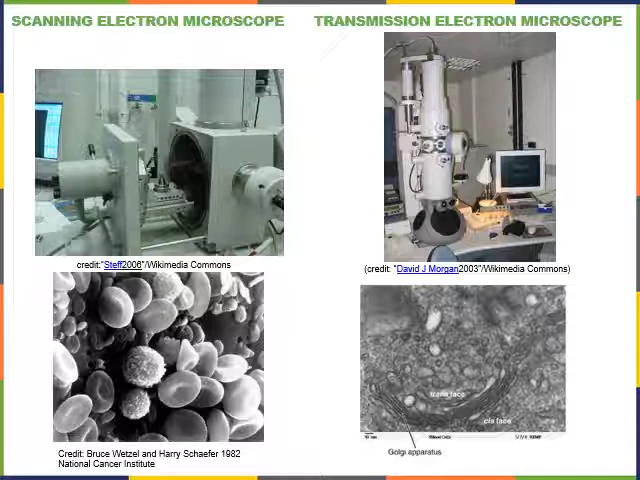 SCANNING ELECTRON MICROSCOPE
TRANSMISSION ELECTRON MICROSCOPE
credit:"Steff2006"/Wikimedia Commons
(credit: "David J Morgan2003"/Wikimedia Commons)
trans face
cis face
Golgi apparatus
Credit: Bruce Wetzel and Harry Schaefer 1982
National Cancer Institute